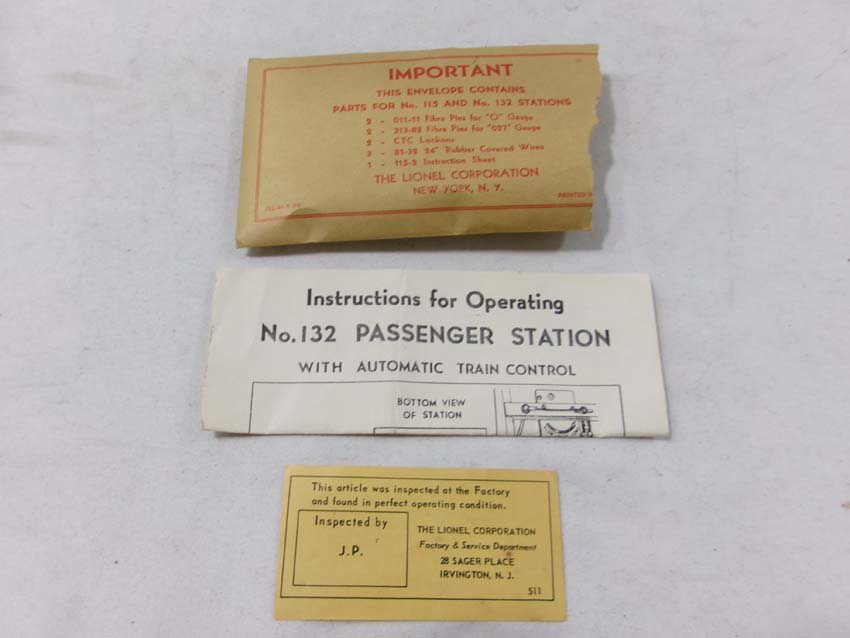 IMPORTANT
THIS ENVELOPE CONTAINS
PARTS FOR No. 115 AND No. 132 STATIONS
2 - 011-11 Fibre Pins for "O" Gauge
2 - 213-82 Fibre Pins for "027" Gauge
2 - CTC Lockons
3 - 81-32 24" Rubber Covered Wires
1 - 115-2 Instruction Sheet
THE LIONEL CORPORATION
NEW YORK, N. Y.
PRINTED
Instructions for Operating
No. 132 PASSENGER STATION
WITH AUTOMATIC TRAIN CONTROL
BOTTOM VIEW
OF STATION
This article was inspected at the Factory
and found in perfect operating condition.
Inspected by
J.P.
THE LIONEL CORPORATION
Factory & Service Department
28 SAGER PLACE
IRVINGTON, N. J.
511